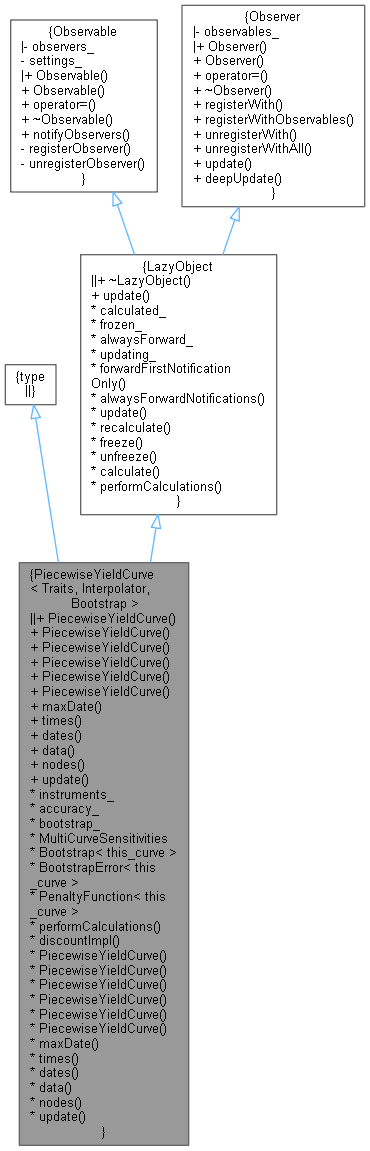 {Observable
|- observers_
- settings_
|+ Observable()
+ Observable()
+ operator=()
+ ~Observable()
+ notifyObservers()
- registerObserver()
- unregisterObserver()
}
{Observer
|- observables_
|+ Observer()
+ Observer()
+ operator=()
+ ~Observer()
+ registerWith()
+ registerWithObservables()
+ unregisterWith()
+ unregisterWithAll()
+ update()
+ deepUpdate()
}
{LazyObject
||+ ~LazyObject()
+ update()
* calculated_
* frozen_
* alwaysForward_
* updating_
* forwardFirstNotification
Only()
* alwaysForwardNotifications()
* update()
* recalculate()
* freeze()
* unfreeze()
* calculate()
* performCalculations()
}
{type
||}
{PiecewiseYieldCurve
< Traits, Interpolator,
Bootstrap >
||+ PiecewiseYieldCurve()
+ PiecewiseYieldCurve()
+ PiecewiseYieldCurve()
+ PiecewiseYieldCurve()
+ PiecewiseYieldCurve()
+ PiecewiseYieldCurve()
+ maxDate()
+ times()
+ dates()
+ data()
+ nodes()
+ update()
* instruments_
* accuracy_
* bootstrap_
* MultiCurveSensitivities
* Bootstrap< this_curve >
* BootstrapError< this
_curve >
* PenaltyFunction< this
_curve >
* performCalculations()
* discountImpl()
* PiecewiseYieldCurve()
* PiecewiseYieldCurve()
* PiecewiseYieldCurve()
* PiecewiseYieldCurve()
* PiecewiseYieldCurve()
* PiecewiseYieldCurve()
* maxDate()
* times()
* dates()
* data()
* nodes()
* update()
}